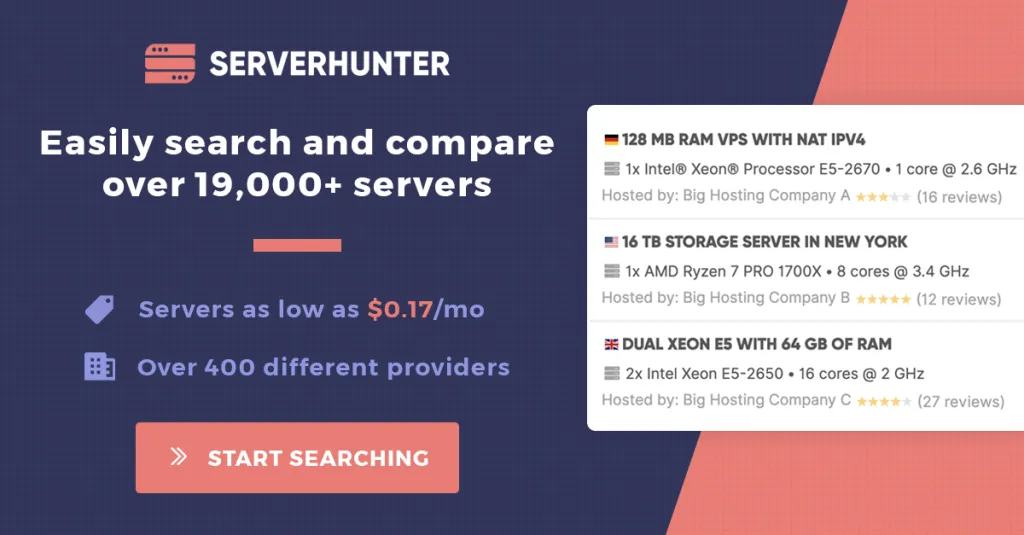 SERVERHUNTER
Easily search and compare
over 19,000+ servers
Servers as low as $0.17/mo
Over 400 different providers
START SEARCHING
128 MB RAM VPS WITH NAT IPV4
1x Intel® Xeon® Processor E5-2670 • 1 core @ 2.6 GHz
Hosted by: Big Hosting Company A ★★★★★ (16 reviews)
16 TB STORAGE SERVER IN NEW YORK
1x AMD Ryzen 7 PRO 1700X • 8 cores @ 3.4 GHz
Hosted by: Big Hosting Company B ★★★★★ (12 reviews)
DUAL XEON E5 WITH 64 GB OF RAM
2x Intel Xeon E5-2650 • 16 cores @ 2 GHz
Hosted by: Big Hosting Company C ★★★★★ (27 reviews)